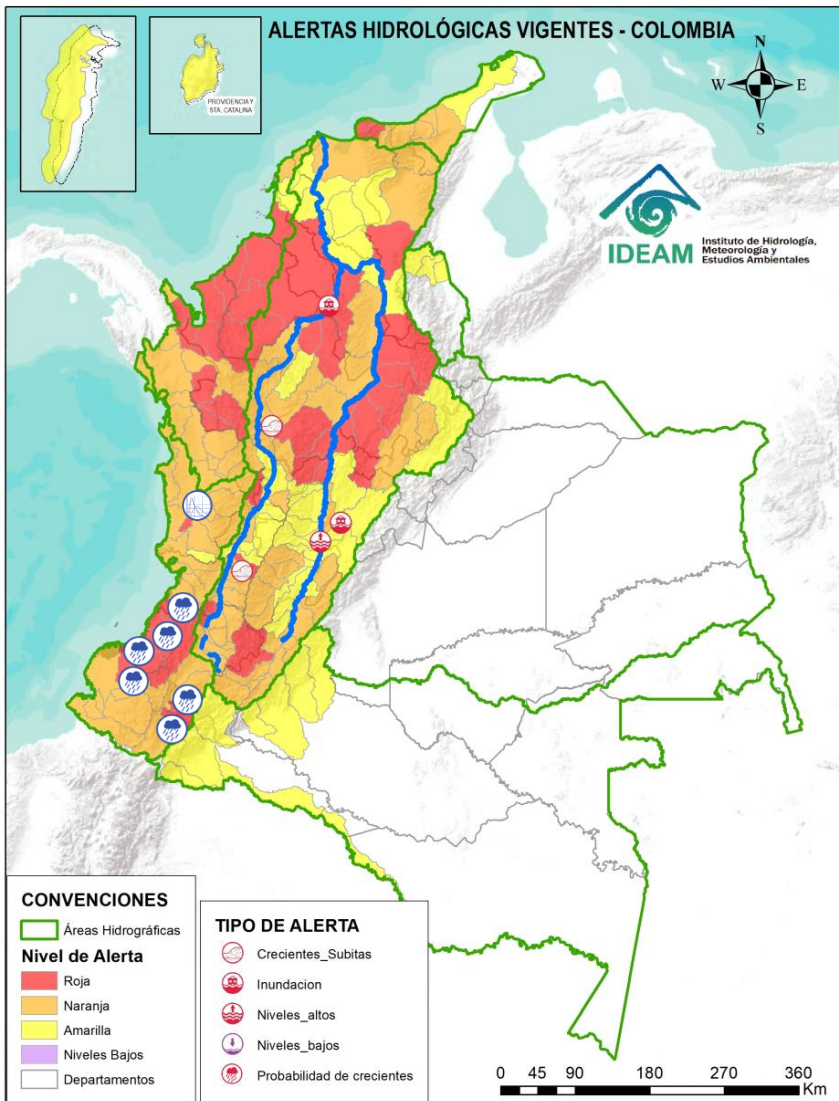 ALERTAS HIDROLÓGICAS VIGENTES - COLOMBIA
PROVIDENCIA Y
STA. CATALINA
N
W
E
S
IDEAM
Instituto de Hidrología,
Meteorología y
Estudios Ambientales
CONVENCIONES
Áreas Hidrográficas
Nivel de Alerta
Roja
Naranja
Amarilla
Niveles Bajos
Departamentos
TIPO DE ALERTA
Crecientes_Subitas
Inundacion
Niveles_altos
Niveles_bajos
Probabilidad de crecientes
0 45 90 180 270 360
Km